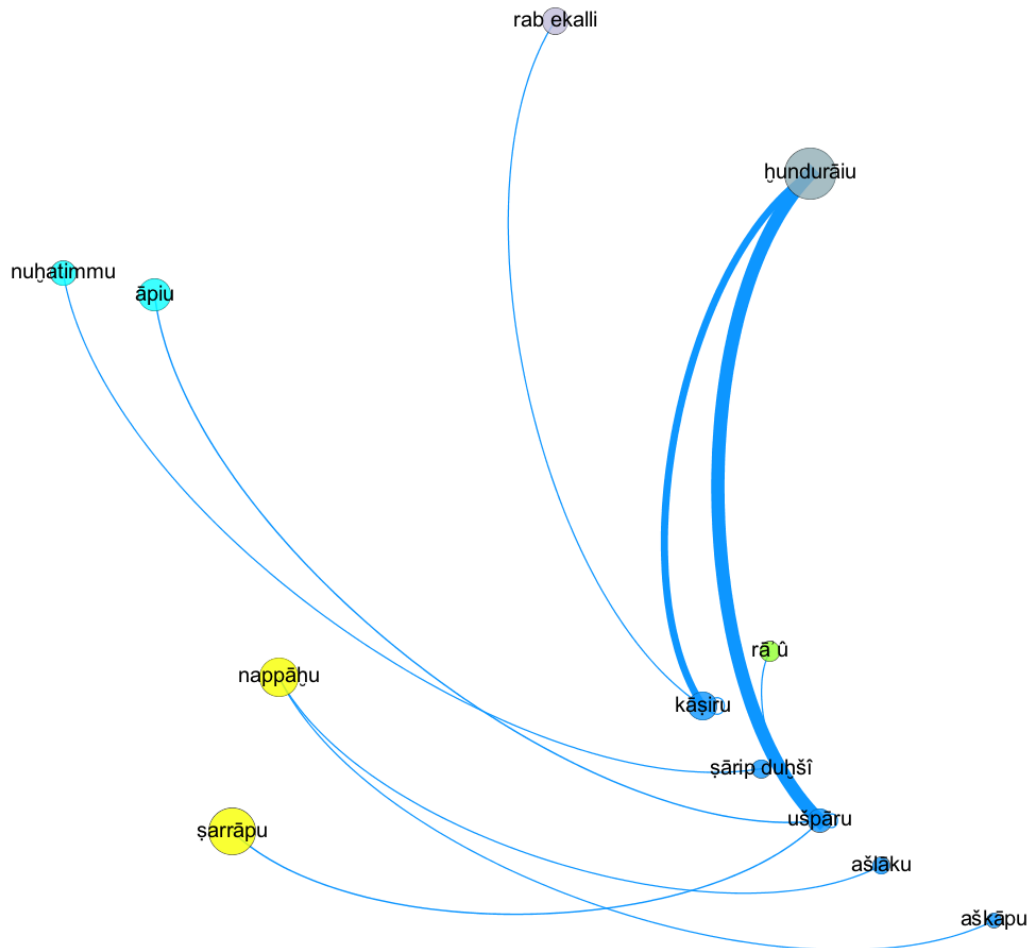 rab ekalli
ḫundurāiu
nuḫatimmu
āpiu
rā û
nappāḫu
kāṣiru
ṣārip duḫšî
ušpāru
ṣarrāpu
ašlāku
aškāpu